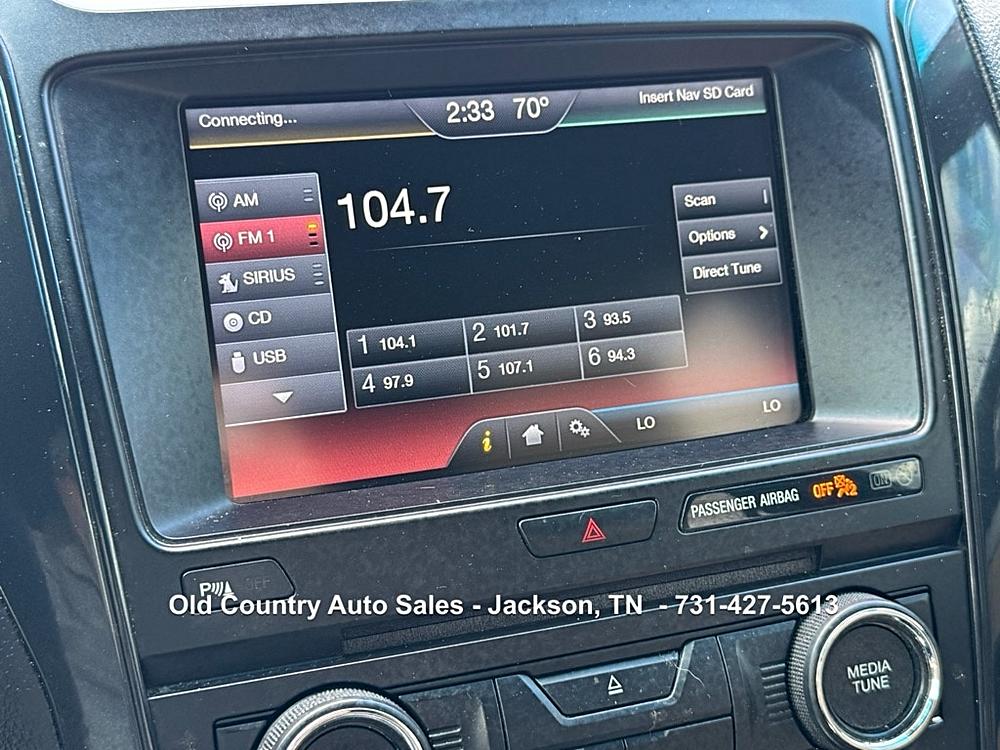 Connecting...
2:33 70°
Insert Nav SD Card
AM
FM 1
SIRIUS
CD
USB
104.7
Scan
Options
Direct Tune
1 104.1
2 101.7
3 93.5
4 97.9
5 107.1
6 94.3
i
LO
LO
PASSENGER AIRBAG OFF 2 ON
P OFF
Old Country Auto Sales - Jackson, TN - 731-427-5613
MEDIA
TUNE